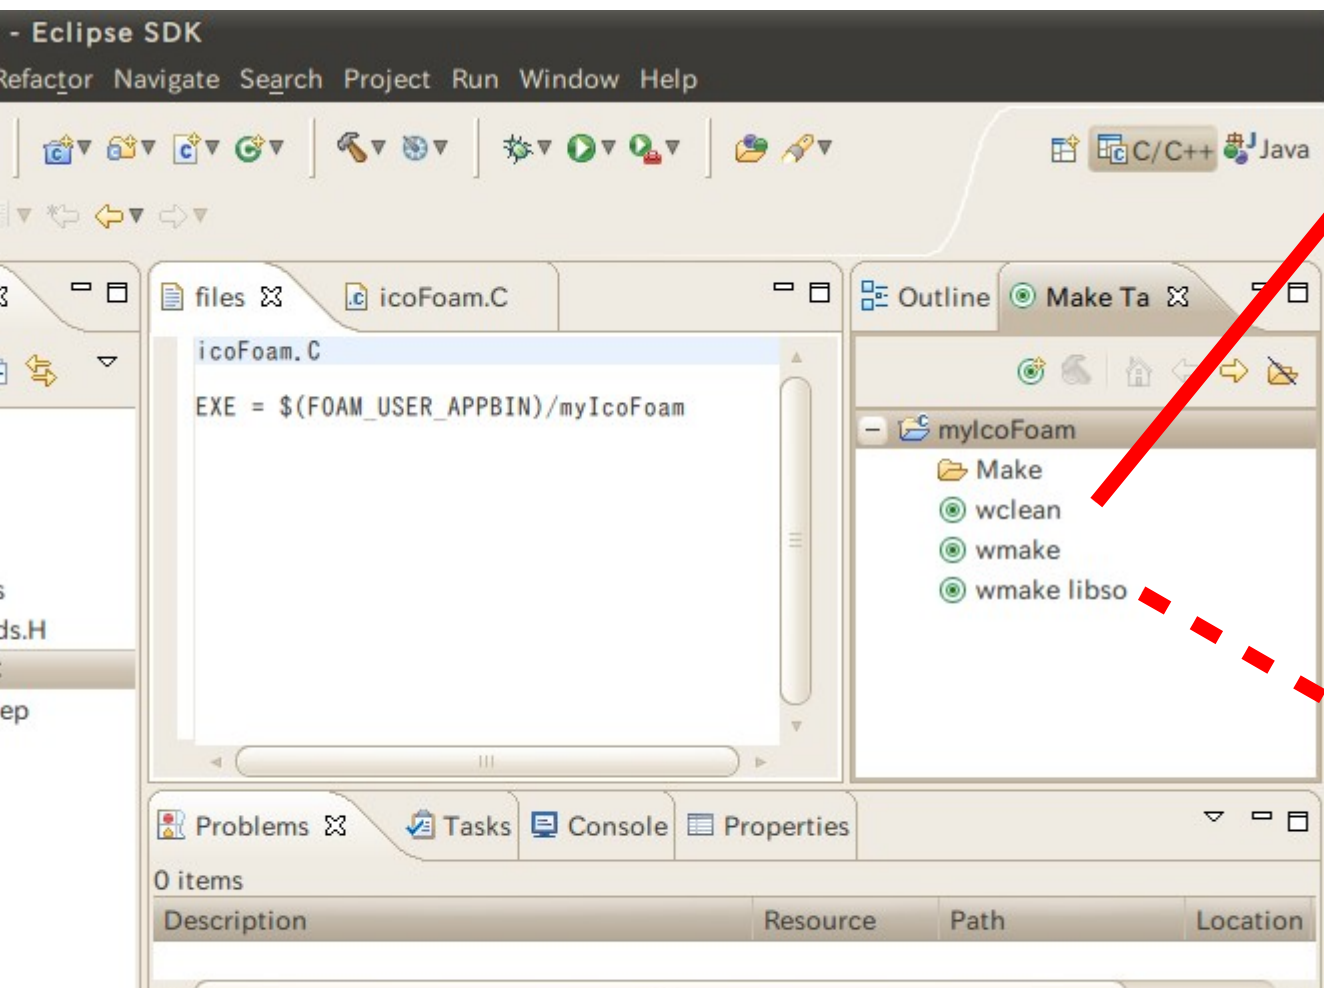 - Eclipse SDK
Refactor Navigate Search Project Run Window Help
C/C++ Java
files icoFoam.C
Outline Make Ta
icoFoam.C
EXE = $(FOAM_USER_APPBIN)/myIcoFoam
myIcoFoam
Make
wclean
wmake
wmake libso
ds.H
ep
Problems Tasks Console Properties
0 items
Description Resource Path Location